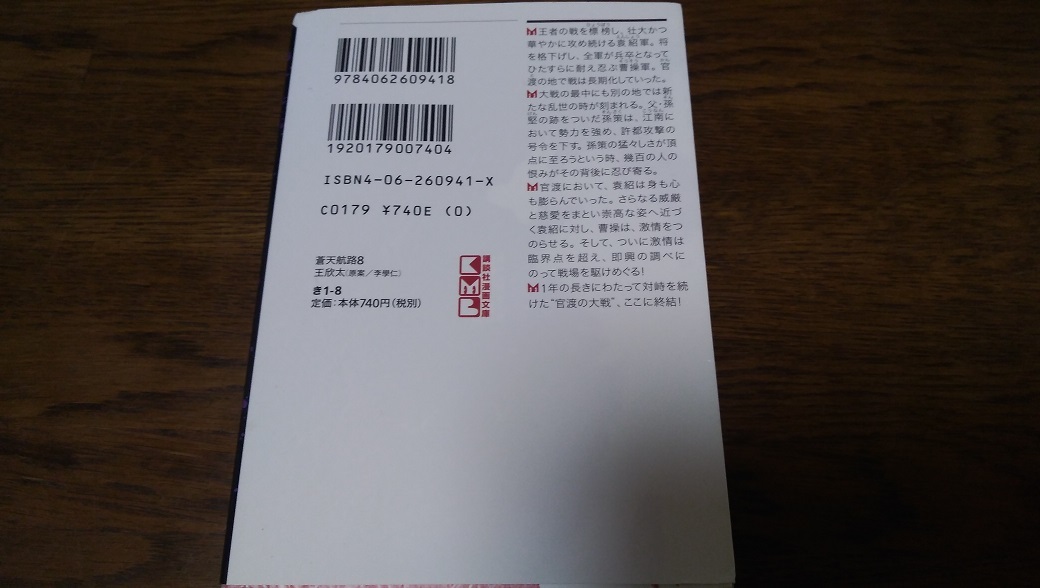 9784062609418
1920179007404
ISBN4-06-260941-X
C0179 ¥740E (0)
蒼天航路8
王欣太(原案/李學仁)
き1-8
定価:本体740円(税別)
講談社漫画文庫
KMB
王者の戦を標榜し、壮大かつ
華やかに攻め続ける袁紹軍。将
を格下げし、全軍が兵卒となって
ひたすらに耐え忍ぶ曹操軍。官
渡の地で戦は長期化していった。
大戦の最中にも別の地では新
たな乱世の時が刻まれる。父・孫
堅の跡をついだ孫策は、江南に
おいて勢力を強め、許都攻撃の
号令を下す。孫策の猛々しさが頂
点に至ろうという時、幾百の人の
恨みがその背後に忍び寄る。
官渡において、袁紹は身も心
も膨らんでいった。さらなる威厳
と慈愛をまとい崇高な姿へ近づ
く袁紹に対し、曹操は、激情をつ
のらせる。そして、ついに激情は
臨界点を超え、即興の調べに
のって戦場を駆けめぐる!
1年の長きにわたって対峙を続
けた“官渡の大戦”、ここに終結!